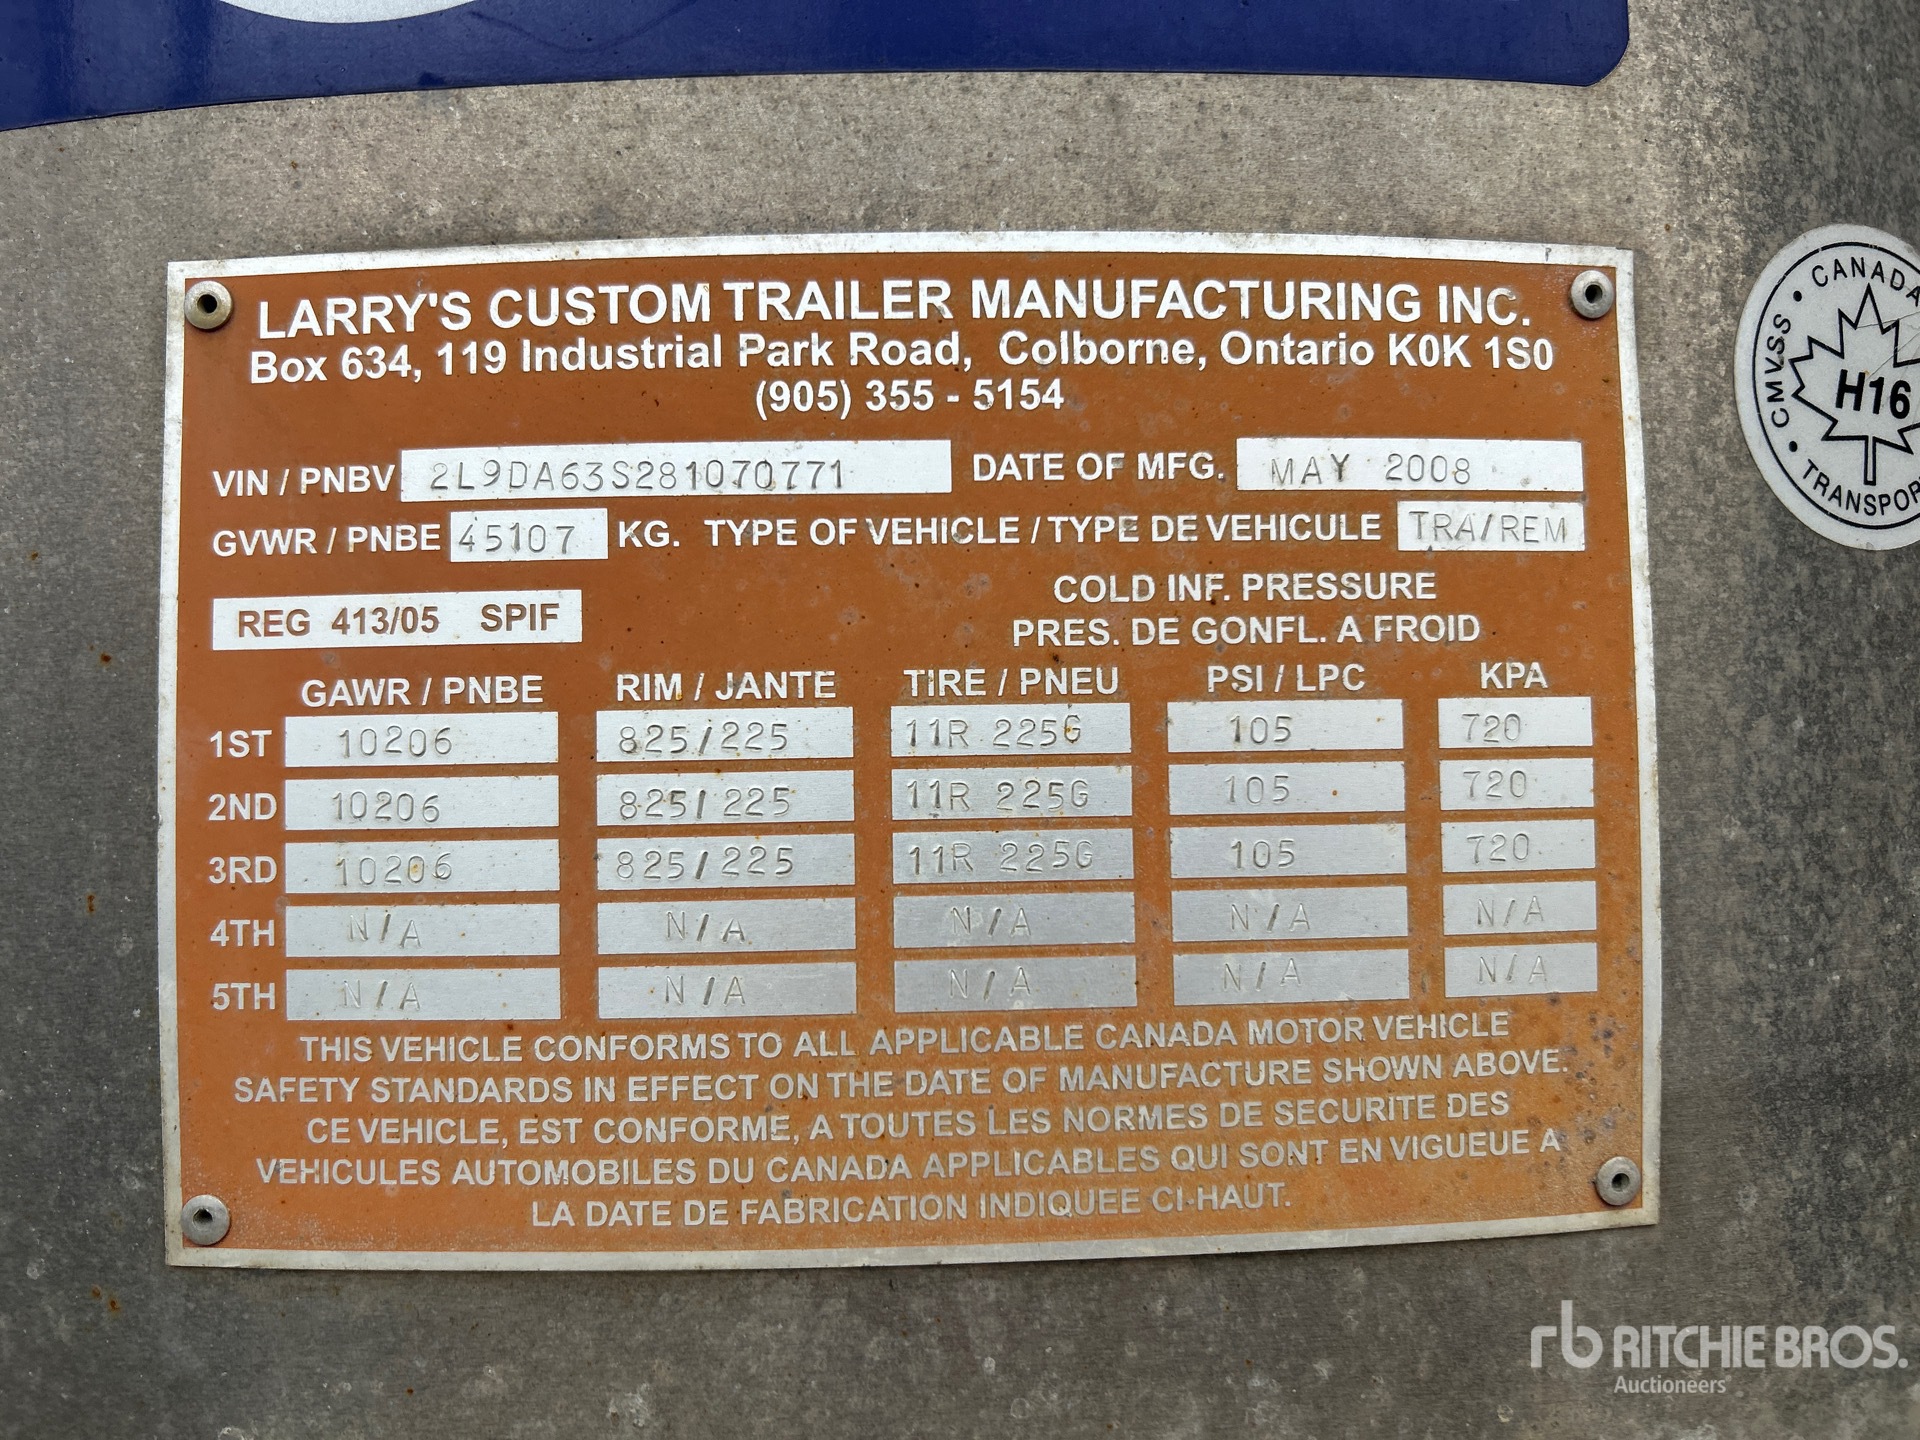 LARRY'S CUSTOM TRAILER MANUFACTURING INC.
Box 634, 119 Industrial Park Road, Colborne, Ontario K0K 1S0
(905) 355 - 5154
VIN / PNBV 2L9DA63S281070771 DATE OF MFG. MAY 2008
GVWR / PNBE 45107 KG. TYPE OF VEHICLE / TYPE DE VEHICULE TRA/REM
REG 413/05 SPIF
COLD INF. PRESSURE
PRES. DE GONFL. A FROID
GAWR / PNBE RIM / JANTE TIRE / PNEU PSI / LPC KPA
1ST 10206 825/225 11R 225G 105 720
2ND 10206 825/225 11R 225G 105 720
3RD 10206 825/225 11R 225G 105 720
4TH N/A N/A N/A N/A N/A
5TH N/A N/A N/A N/A N/A
THIS VEHICLE CONFORMS TO ALL APPLICABLE CANADA MOTOR VEHICLE
SAFETY STANDARDS IN EFFECT ON THE DATE OF MANUFACTURE SHOWN ABOVE.
CE VEHICLE, EST CONFORME, A TOUTES LES NORMES DE SECURITE DES
VEHICULES AUTOMOBILES DU CANADA APPLICABLES QUI SONT EN VIGUEUE A
LA DATE DE FABRICATION INDIQUEE CI-HAUT.
CANADA
CMVSS
H16
TRANSPOR
rb RITCHIE BROS.
Auctioneers